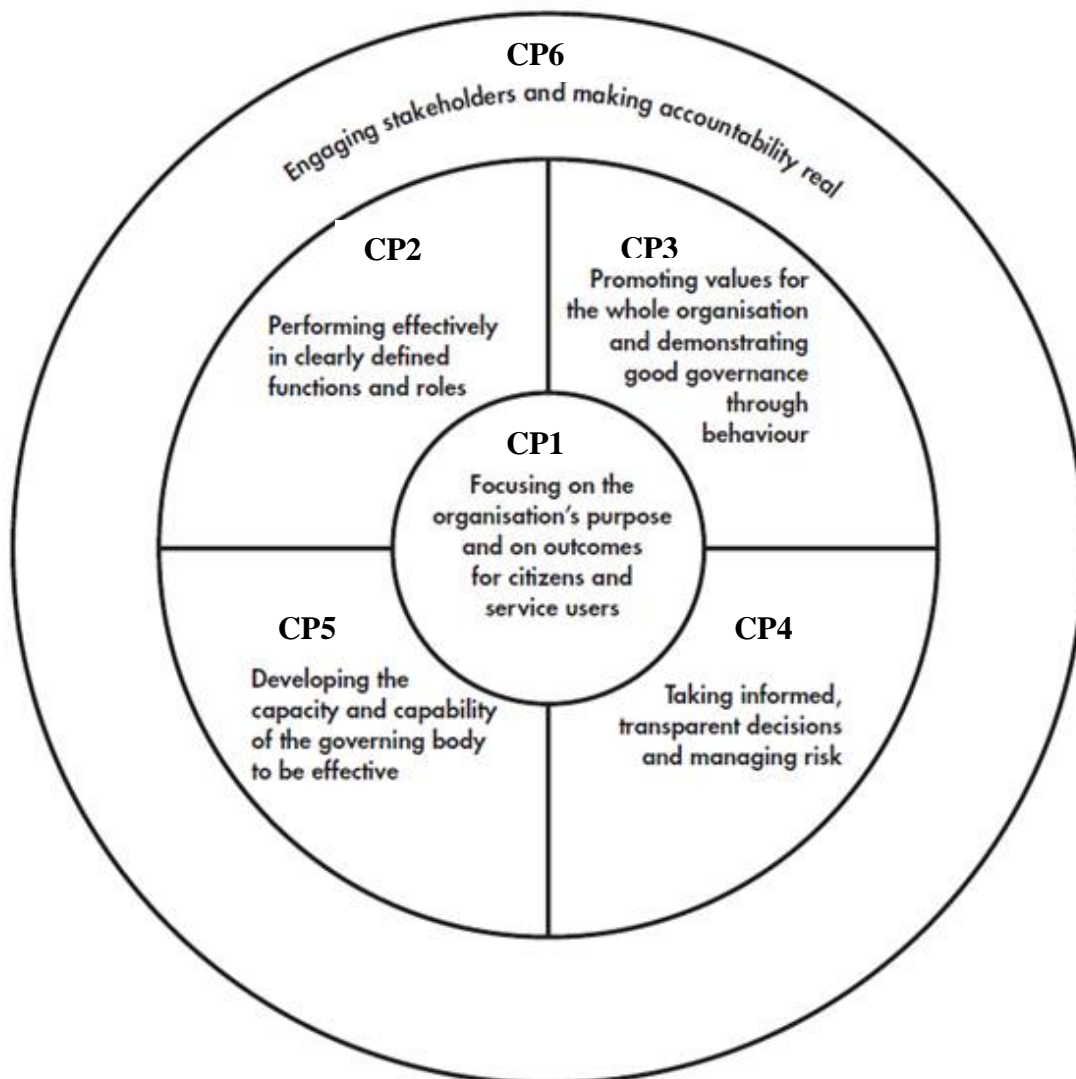 CP6
Engaging stakeholders and making accountability real
CP2
Performing effectively
in clearly defined
functions and roles
CP3
Promoting values for
the whole organisation
and demonstrating
good governance
through
behaviour
CP1
Focusing on the
organisation's purpose
and on outcomes
for citizens and
service users
CP5
Developing the
capacity and capability
of the governing body
to be effective
CP4
Taking informed,
transparent decisions
and managing risk